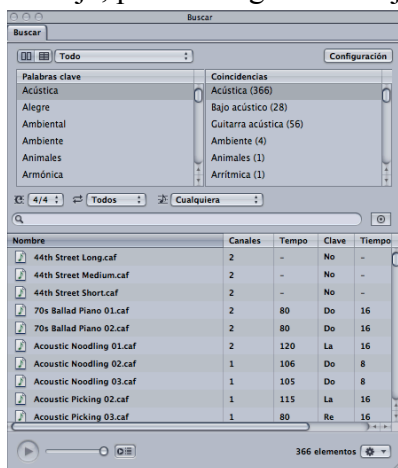 Buscar
Buscar
Todo
Configuración
Palabras clave Coincidencias
Acústica Acústica (366)
Alegre Bajo acústico (28)
Ambiental Guitarra acústica (56)
Ambiente Ambiente (4)
Animales Animales (1)
Armónica Arrítmica (1)
4/4 Todos Cualquiera
Nombre Canales Tempo Clave Tiempo
44th Street Long.caf 2 - No -
44th Street Medium.caf 2 - No -
44th Street Short.caf 2 - No -
70s Ballad Piano 01.caf 2 80 Do 16
70s Ballad Piano 02.caf 2 80 Do 16
Acoustic Noodling 01.caf 2 120 La 16
Acoustic Noodling 02.caf 1 106 Do 8
Acoustic Noodling 03.caf 1 105 Do 8
Acoustic Picking 02.caf 1 115 La 16
Acoustic Picking 03.caf 1 80 Re 16
366 elementos